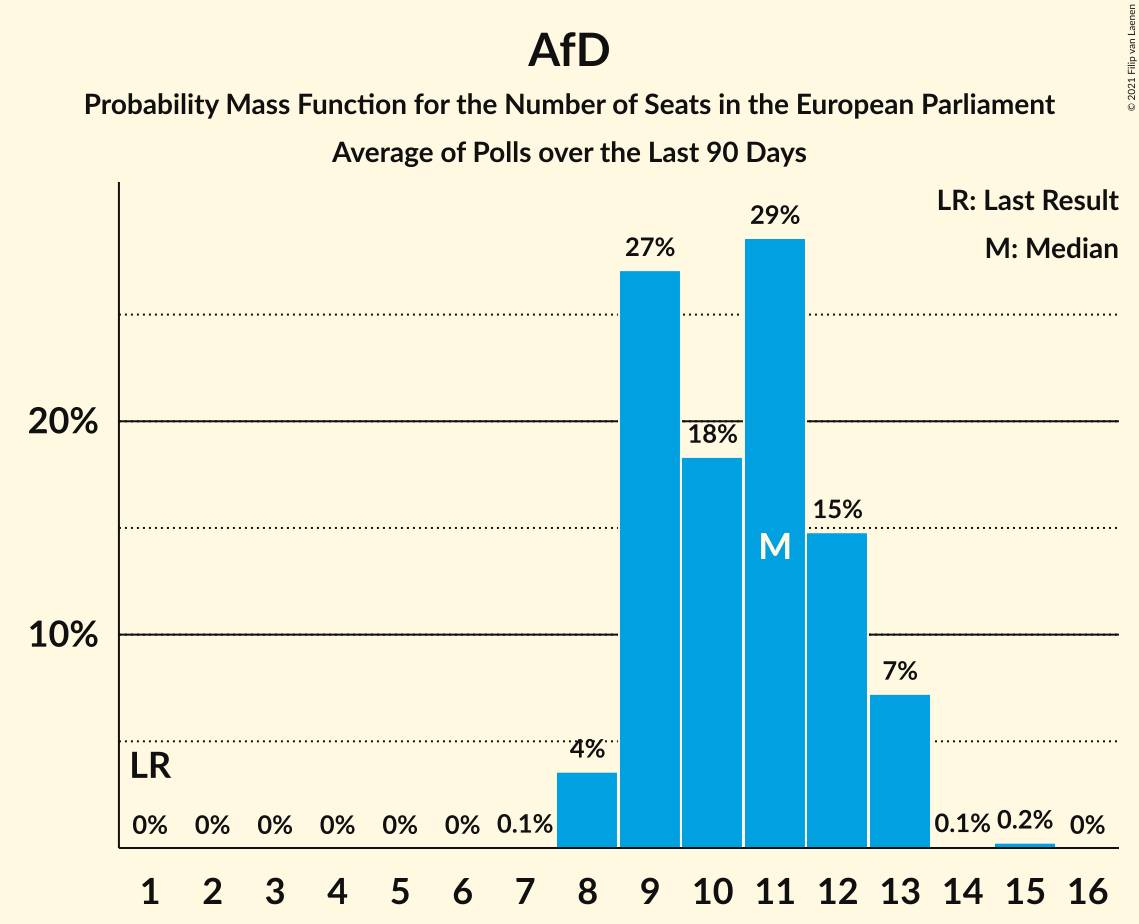 AfD
Probability Mass Function for the Number of Seats in the European Parliament
Average of Polls over the Last 90 Days
© 2021 Filip van Laenen
LR: Last Result
M: Median
29%
27%
20%
18%
15%
M
10%
7%
4%
LR
0% 0% 0% 0% 0% 0% 0.1% 0.1% 0.2% 0%
1 2 3 4 5 6 7 8 9 10 11 12 13 14 15 16